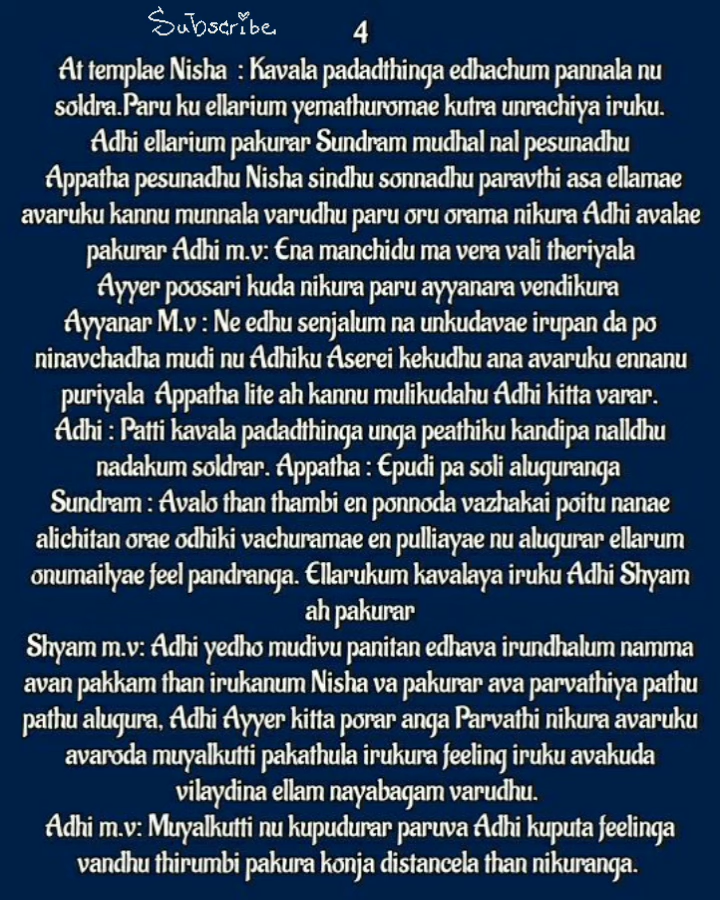 Subscribe
4
At templae Nisha : Kavala padadthinga edhachum pannala nu
soldra.Paru ku ellarium yemathuromae kutra unrachiya iruku.
Adhi ellarium pakurar Sundram mudhal nal pesunadhu
Appatha pesunadhu Nisha sindhu sonnadhu paravthi asa ellamae
avaruku kannu munnala varudhu paru oru orama nikura Adhi avalae
pakurar Adhi m.v: Ena manchidu ma vera vali theriyala
Ayyer poosari kuda nikura paru ayyanara vendikura
Ayyanar M.v : Ne edhu senjalum na unkudavae irupan da po
ninavchadha mudi nu Adhiku Aserei kekudhu ana avaruku ennanu
puriyala Appatha lite ah kannu mulikudahu Adhi kitta varar.
Adhi : Patti kavala padadthinga unga peathiku kandipa nalldhu
nadakum soldrar. Appatha : Epudi pa soli aluguranga
Sundram : Avalo than thambi en ponnoda vazhakai poitu nanae
alichitan orae odhiki vachuramae en pulliayae nu alugurar ellarum
onumailyae feel pandranga. Ellarukum kavalaya iruku Adhi Shyam
ah pakurar
Shyam m.v: Adhi yedho mudivu panitan edhava irundhalum namma
avan pakkam than irukanum Nisha va pakurar ava parvathiya pathu
pathu alugura, Adhi Ayyer kitta porar anga Parvathi nikura avaruku
avaroda muyalkutti pakathula irukura feeling iruku avakuda
vilaydina ellam nayabagam varudhu.
Adhi m.v: Muyalkutti nu kupudurar paruva Adhi kuputa feelinga
vandhu thirumbi pakura konja distancela than nikuranga.